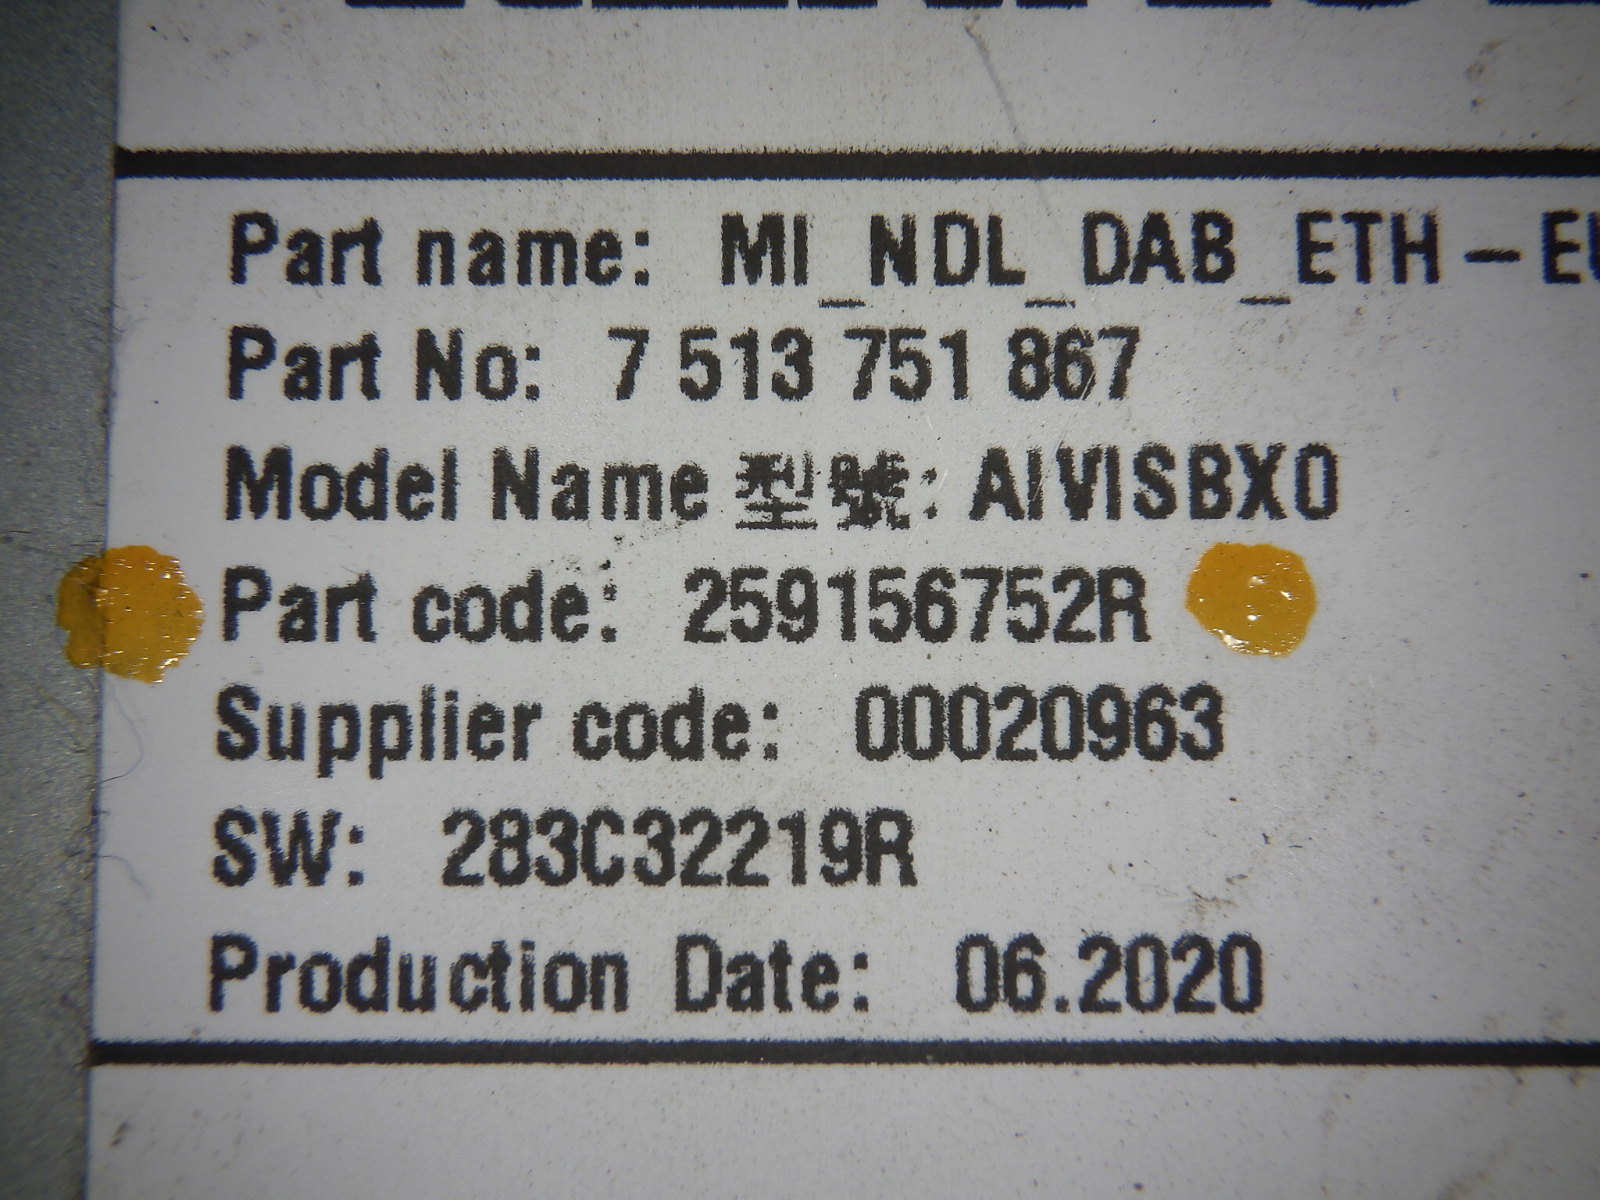 Part name: MI_NDL_DAB_ETH-EU
Part No: 7 513 751 867
Model Name 型號: AIVISBX0
Part code: 259156752R
Supplier code: 00020963
SW: 283C32219R
Production Date: 06.2020